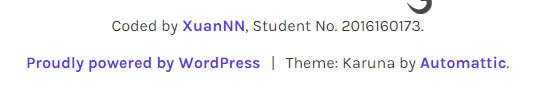 Coded by XuanNN, Student No. 2016160173.
Proudly powered by WordPress | Theme: Karuna by Automattic.